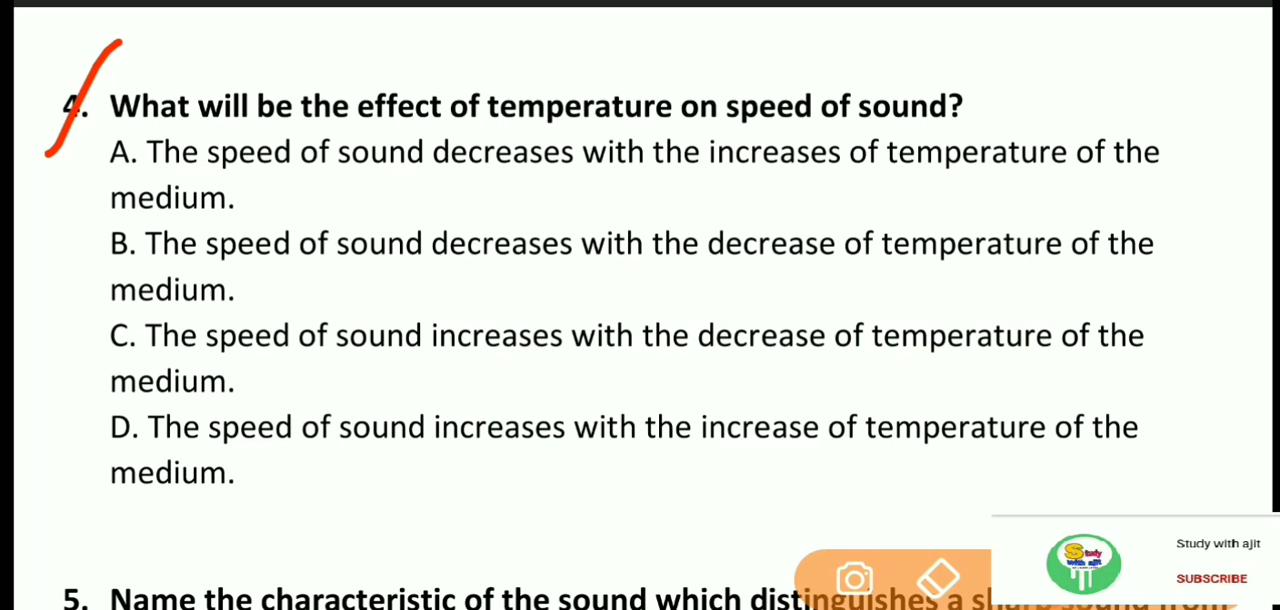 4. What will be the effect of temperature on speed of sound?
A. The speed of sound decreases with the increases of temperature of the
medium.
B. The speed of sound decreases with the decrease of temperature of the
medium.
C. The speed of sound increases with the decrease of temperature of the
medium.
D. The speed of sound increases with the increase of temperature of the
medium.
5. Name the characteristic of the sound which distinguishes a
Study
with ajit
Study with ajit
SUBSCRIBE